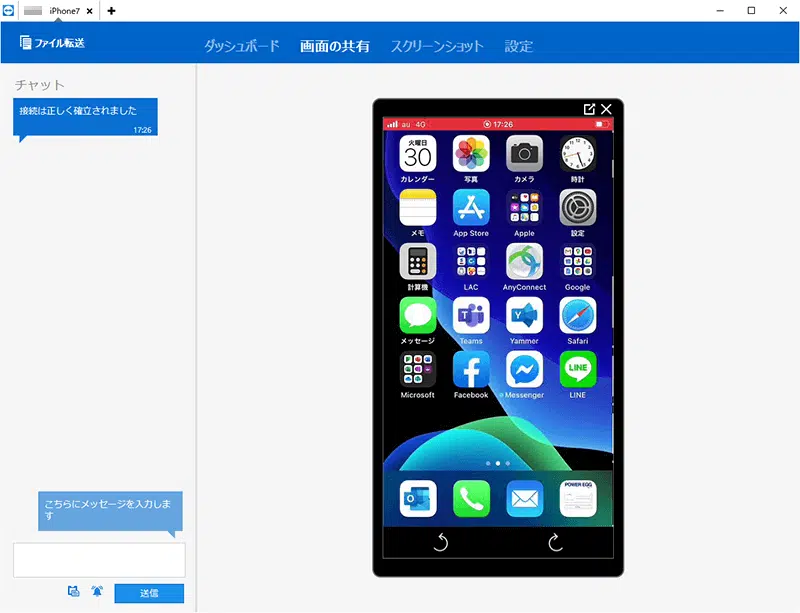 iPhone7
ファイル転送
ダッシュボード 画面の共有 スクリーンショット 設定
チャット
接続は正しく確立されました
17:26
au 4G 17:26
火曜日
30
カレンダー 写真 カメラ 時計
メモ App Store Apple 設定
計算機 LAC AnyConnect Google
メッセージ Teams Yammer Safari
LINE
Microsoft Facebook Messenger LINE
POWER EGG
こちらにメッセージを入力しま
す
送信